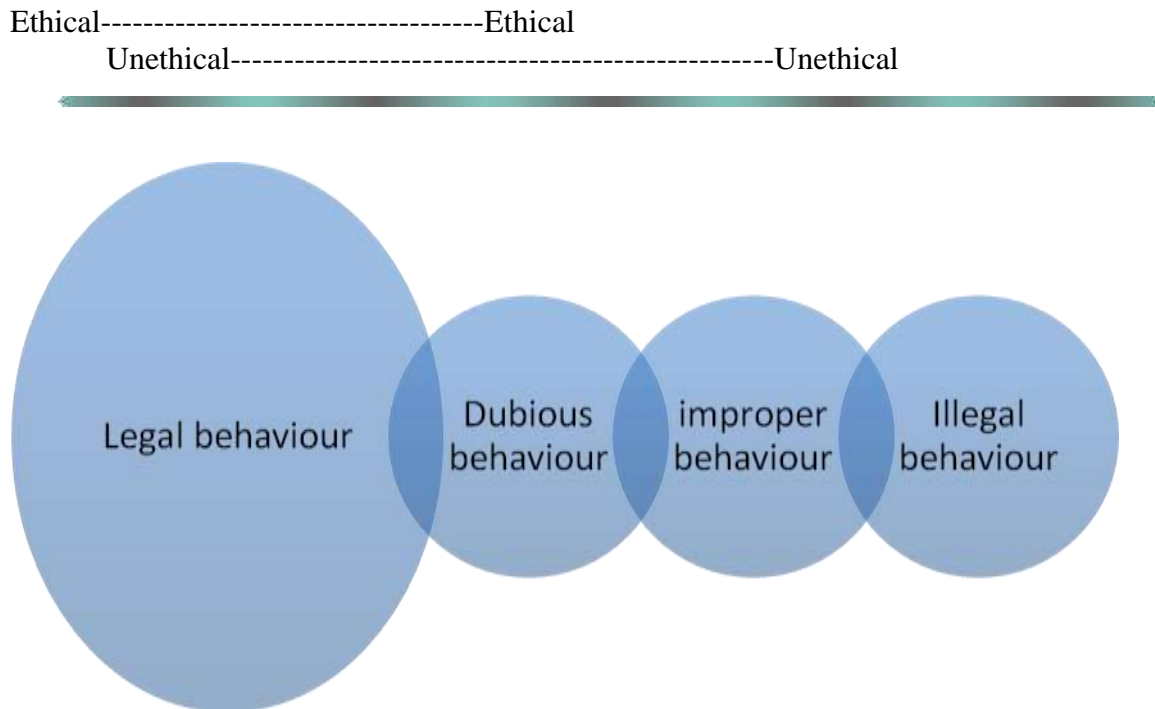 Ethical------------------------------------Ethical
Unethical---------------------------------------------------Unethical
Legal behaviour
Dubious
behaviour
improper
behaviour
Illegal
behaviour